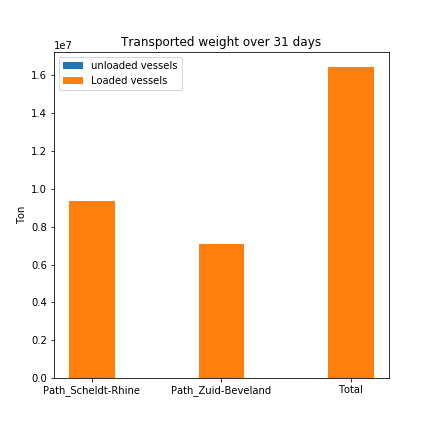 Transported weight over 31 days
1e7
unloaded vessels
Loaded vessels
1.6
1.4
1.2
1.0
0.8
0.6
0.4
0.2
0.0
Ton
Path_Scheldt-Rhine
Path_Zuid-Beveland
Total